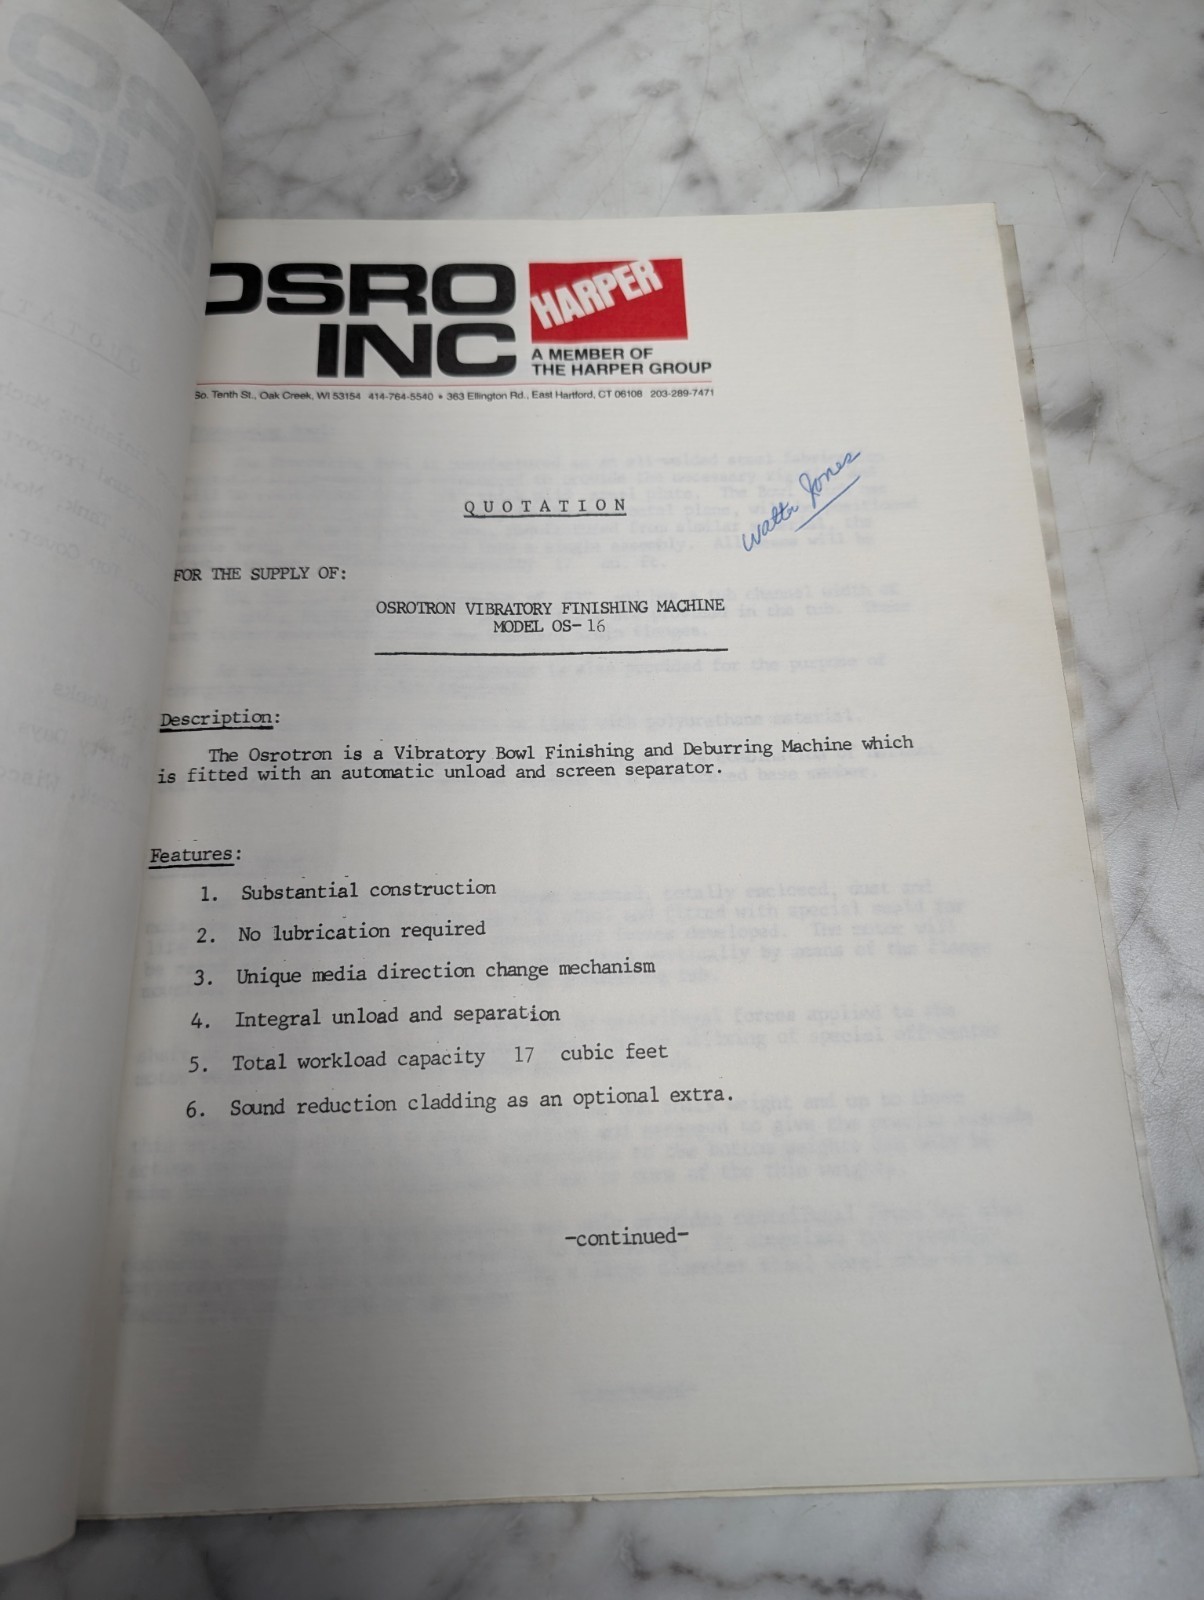 OSRO
INC
HARPER
A MEMBER OF
THE HARPER GROUP
So. Tenth St., Oak Creek, WI 53154 414-764-5540 • 363 Ellington Rd., East Hartford, CT 06108 203-289-7471
Walter Jones
QUOTATION
FOR THE SUPPLY OF:
OSROTRON VIBRATORY FINISHING MACHINE
MODEL OS-16
Description:
The Osrotron is a Vibratory Bowl Finishing and Deburring Machine which
is fitted with an automatic unload and screen separator.
Features:
1. Substantial construction
2. No lubrication required
3. Unique media direction change mechanism
4. Integral unload and separation
5. Total workload capacity 17 cubic feet
6. Sound reduction cladding as an optional extra.
-continued-